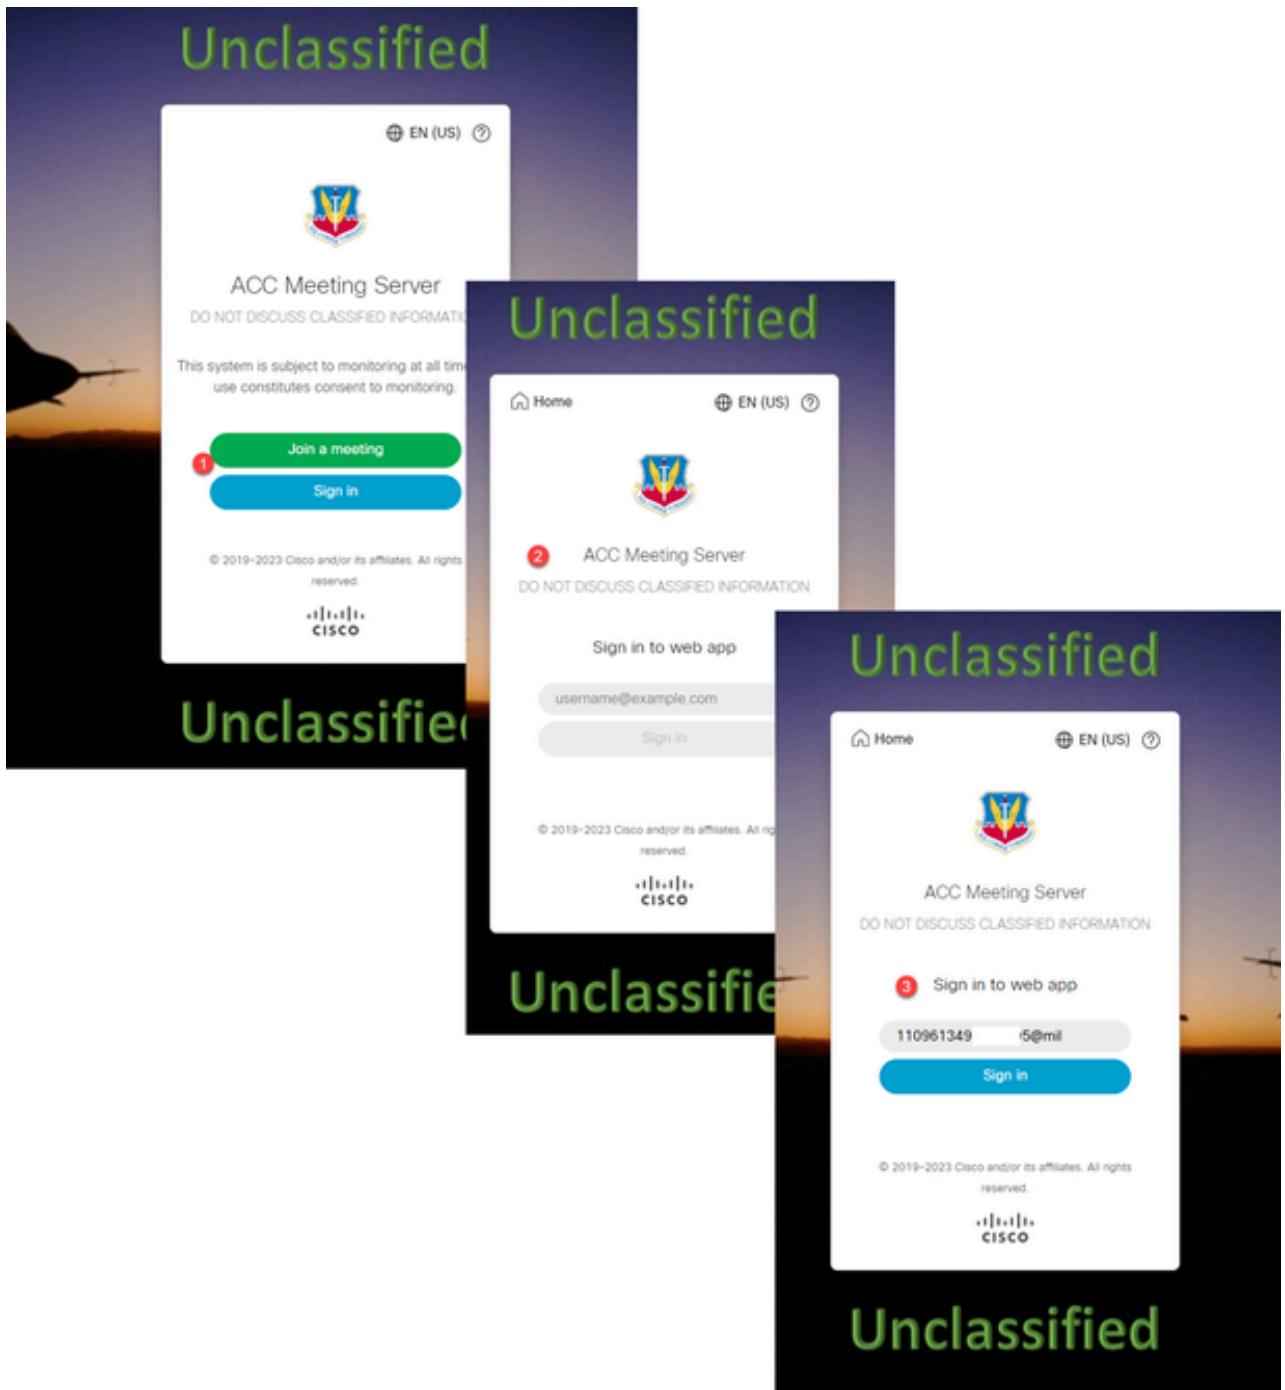 Unclassified
EN (US)
ACC Meeting Server
DO NOT DISCUSS CLASSIFIED
This system is subject to monitoring at all
use constitutes consent to monitoring.
1
Join a meeting
Sign in
© 2019-2023 Cisco and/or its affiliates. All rights
reserved.
CISCO
Unclassified
Home EN (US)
2
ACC Meeting Server
DO NOT DISCUSS CLASSIFIED INFORMATION
Sign in to web app
username@example.com
Sign in
© 2019-2023 Cisco and/or its affiliates. All
reserved.
CISCO
Unclassified
Home EN (US)
ACC Meeting Server
DO NOT DISCUSS CLASSIFIED INFORMATION
3 Sign in to web app
110961349 5@mil
Sign in
© 2019-2023 Cisco and/or its affiliates. All rights
reserved.
CISCO
Unclassified